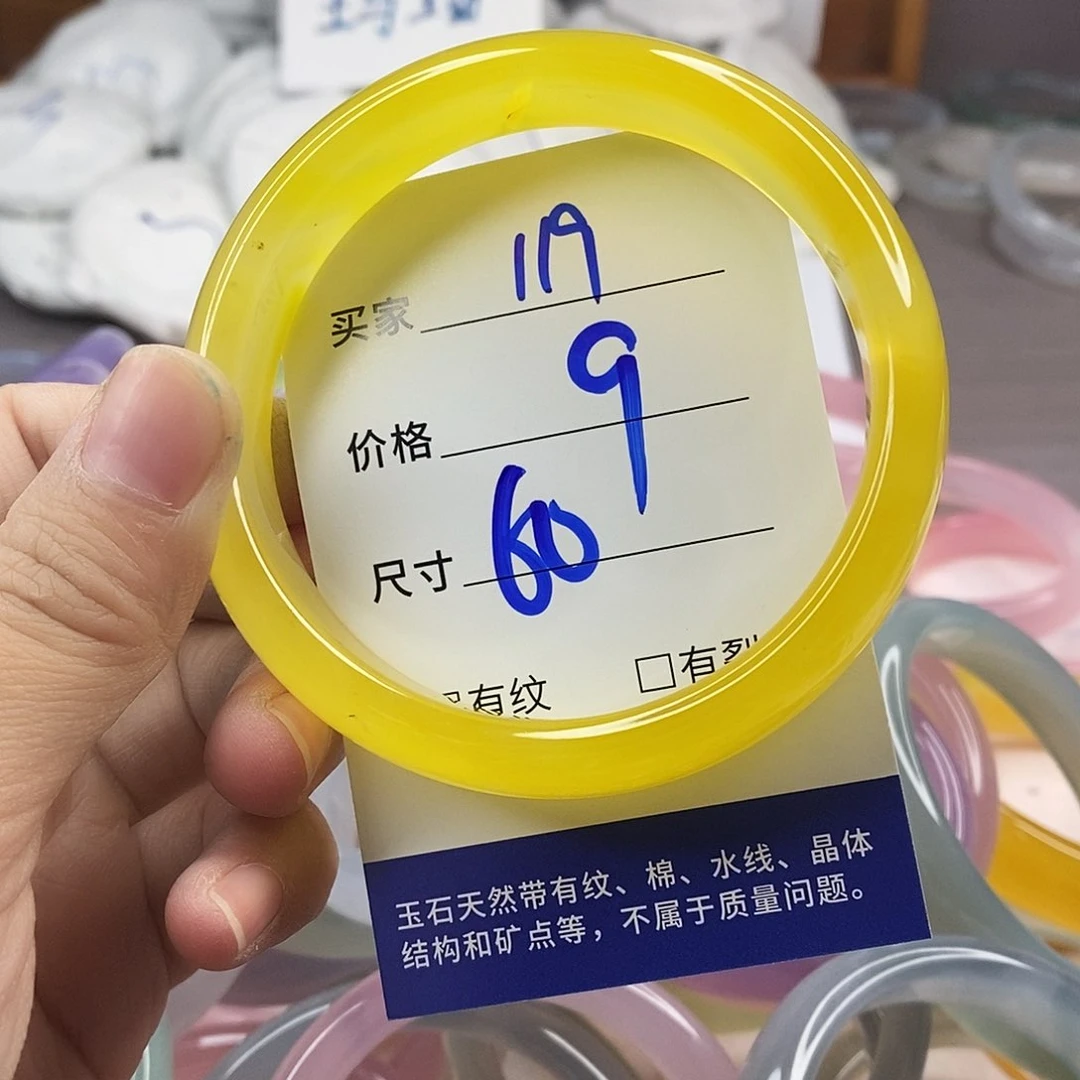 买家 119
价格 9
尺寸 60
有纹 □有裂
玉石天然带有纹、棉、水线、晶体
结构和矿点等，不属于质量问题。